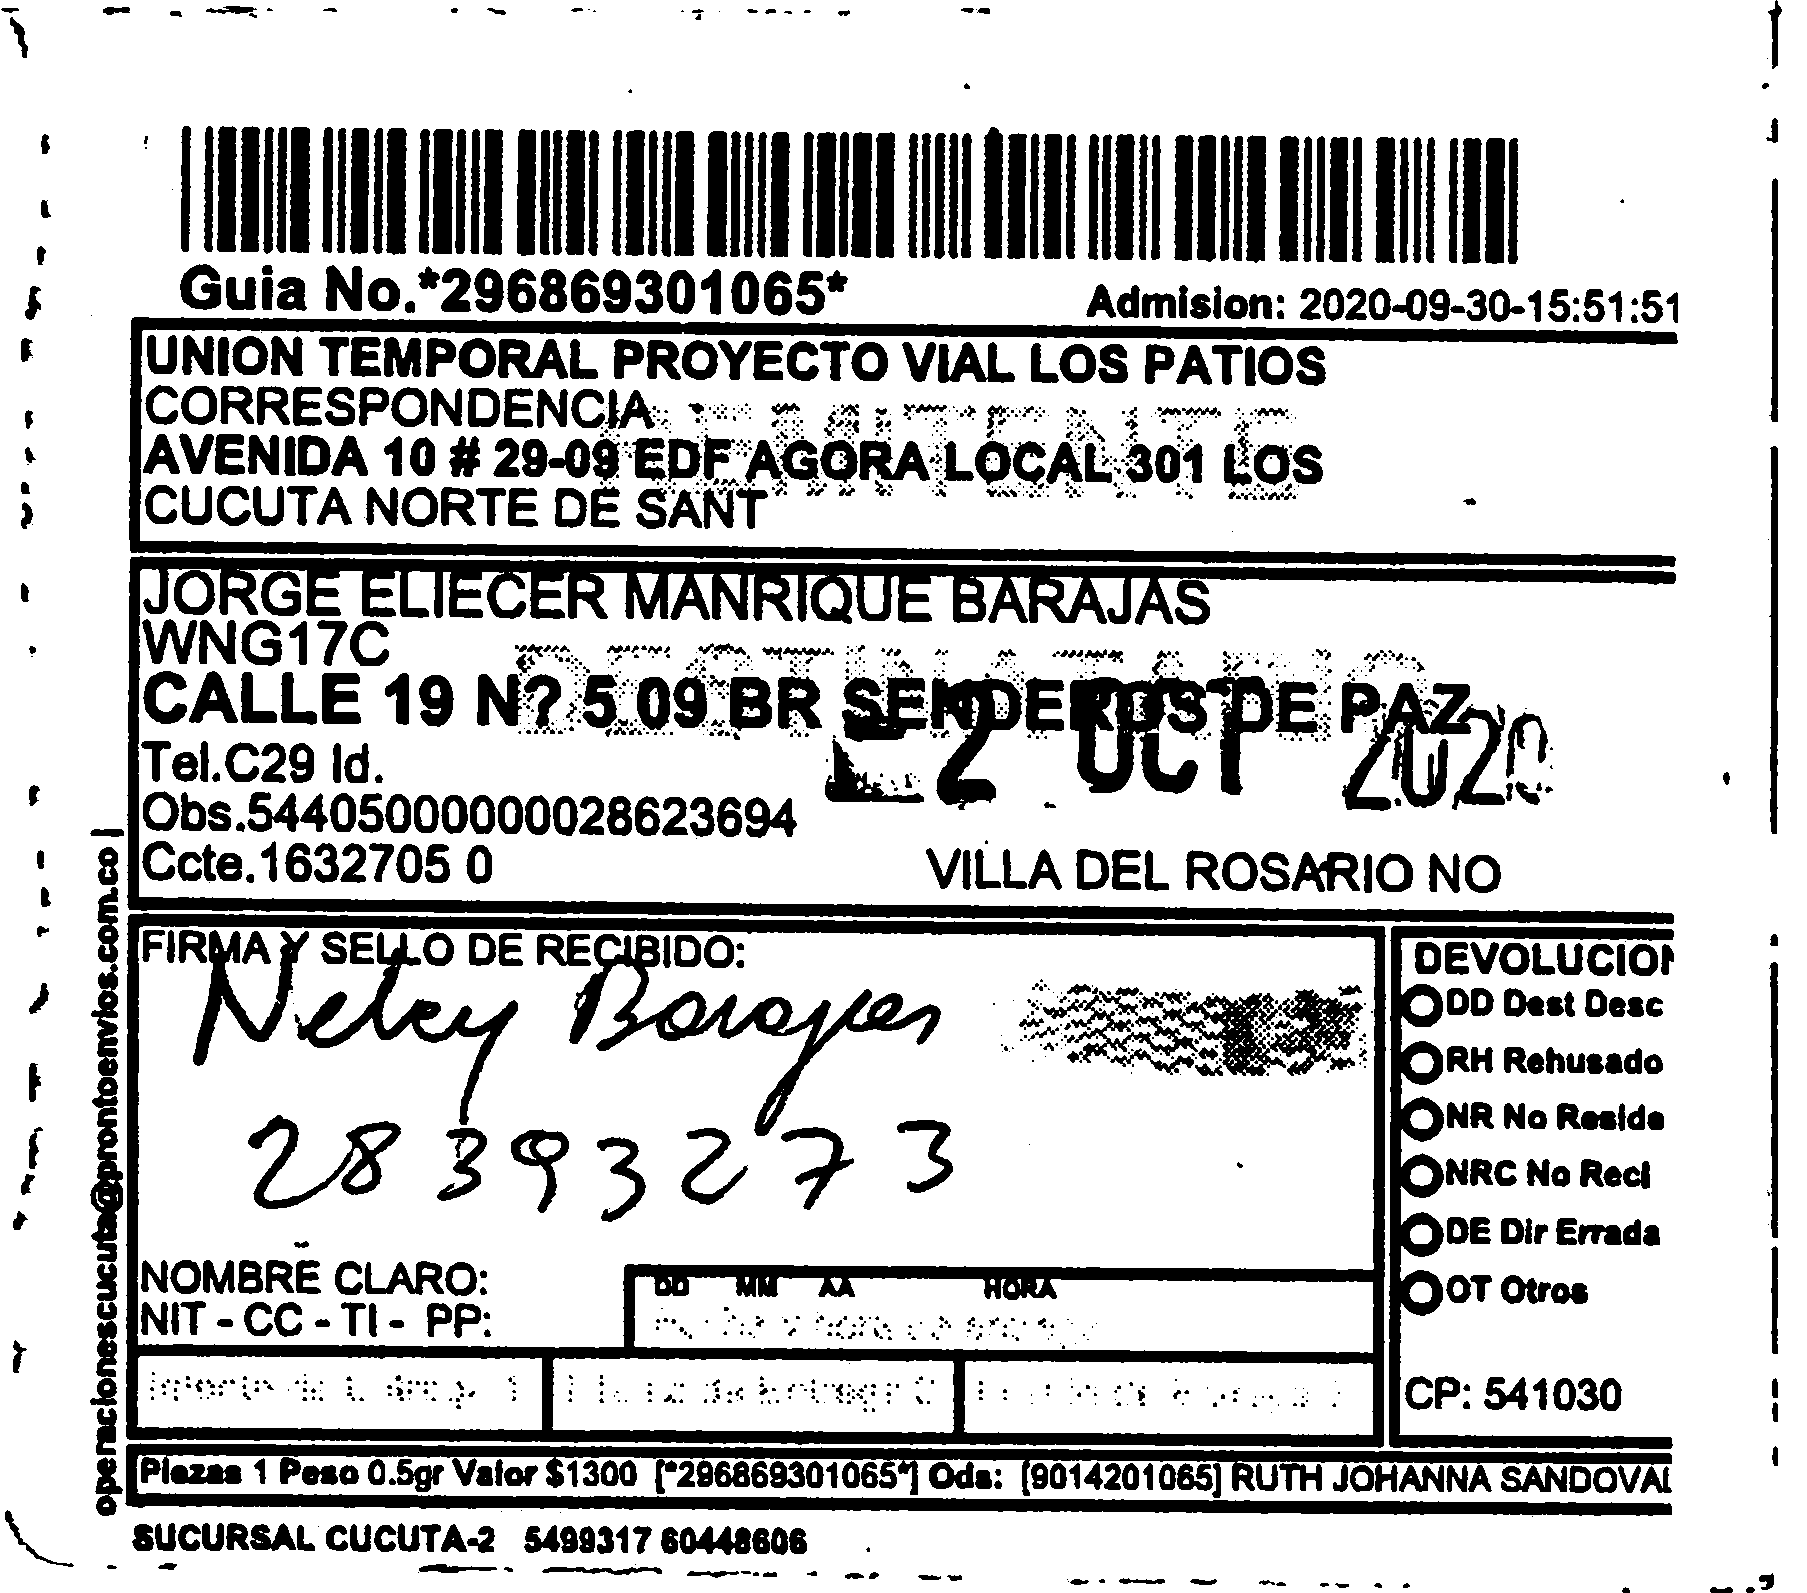 Guia No.*296869301065*
Admision: 2020-09-30-15:51:51
UNION TEMPORAL PROYECTO VIAL LOS PATIOS
CORRESPONDENCIA
REMITENTE
AVENIDA 10 # 29-09 EDF AGORA LOCAL 301 LOS
CUCUTA NORTE DE SANT
JORGE ELIECER MANRIQUE BARAJAS
WNG17C
DESTINATARIO
CALLE 19 N? 5 09 BR SENDEROS DE PAZ
2 OCT 2020
Tel.C29 Id.
Obs.544050000000028623694
Ccte.1632705 0
VILLA DEL ROSARIO NO
operacionescucuta@prontoenvios.com.co |
FIRMA Y SELLO DE RECIBIDO:
Nelcy Barajas
28393273
NOMBRE CLARO:
NIT - CC - TI - PP:
DD MM AA HORA
DEVOLUCION
DD Dest Desc
RH Rehusado
NR No Reside
NRC No Recl
DE Dir Errada
OT Otros
CP: 541030
Piezas 1 Peso 0.5gr Valor $1300 [*296869301065*] Ods: [9014201065] RUTH JOHANNA SANDOVAL
SUCURSAL CUCUTA-2 5499317 60448606